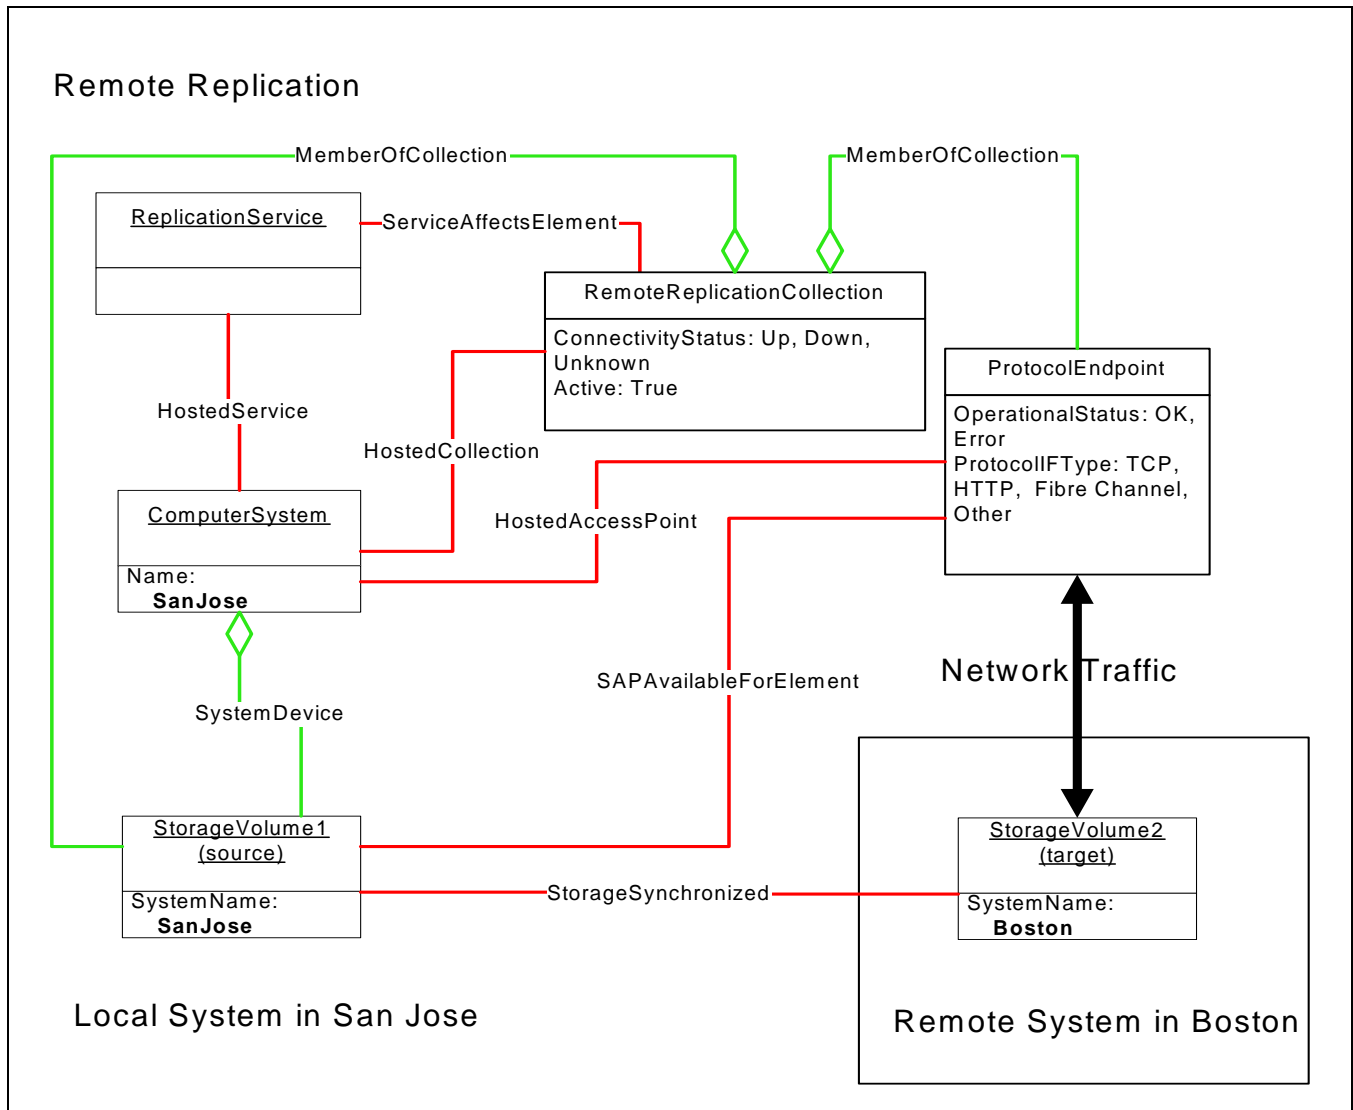 Remote Replication
MemberOfCollection
MemberOfCollection
ReplicationService
ServiceAffectsElement
RemoteReplicationCollection
ConnectivityStatus: Up, Down,
Unknown
Active: True
ProtocolEndpoint
OperationalStatus: OK,
Error
ProtocolIFType: TCP,
HTTP, Fibre Channel,
Other
HostedService
HostedCollection
ComputerSystem
Name:
SanJose
HostedAccessPoint
SystemDevice
SAPAvailableForElement
Network Traffic
StorageVolume1
(source)
SystemName:
SanJose
StorageSynchronized
StorageVolume2
(target)
SystemName:
Boston
Local System in San Jose
Remote System in Boston